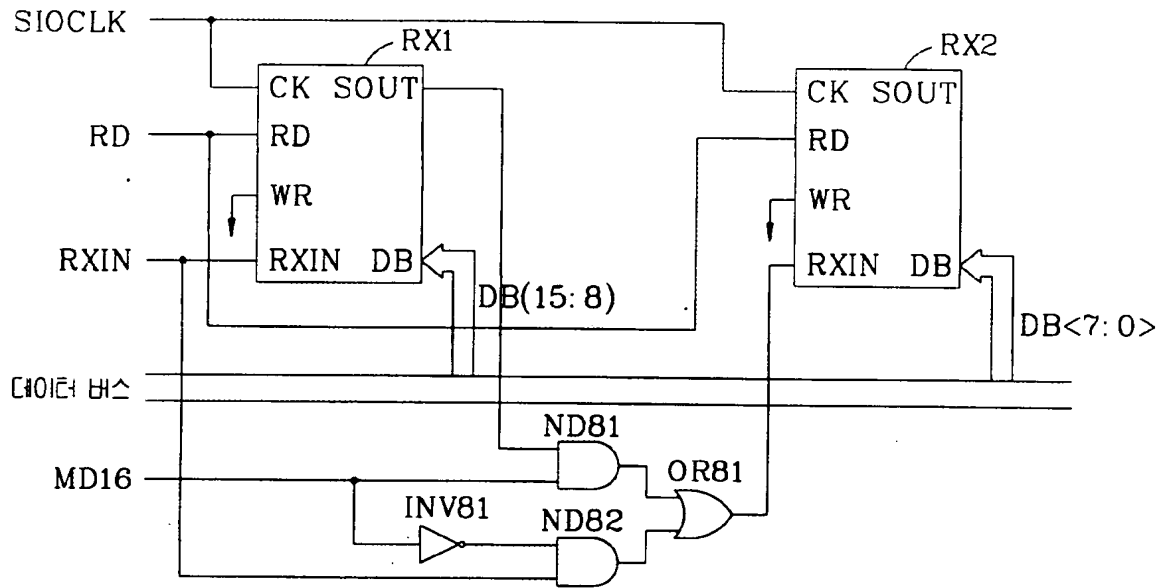 SIOCLK
RX1
RX2
CK SOUT
CK SOUT
RD
RD
RD
WR
WR
RXIN
RXIN DB
RXIN DB
DB(15:8)
DB<7:0>
데이터 버스
ND81
MD16
OR81
INV81
ND82